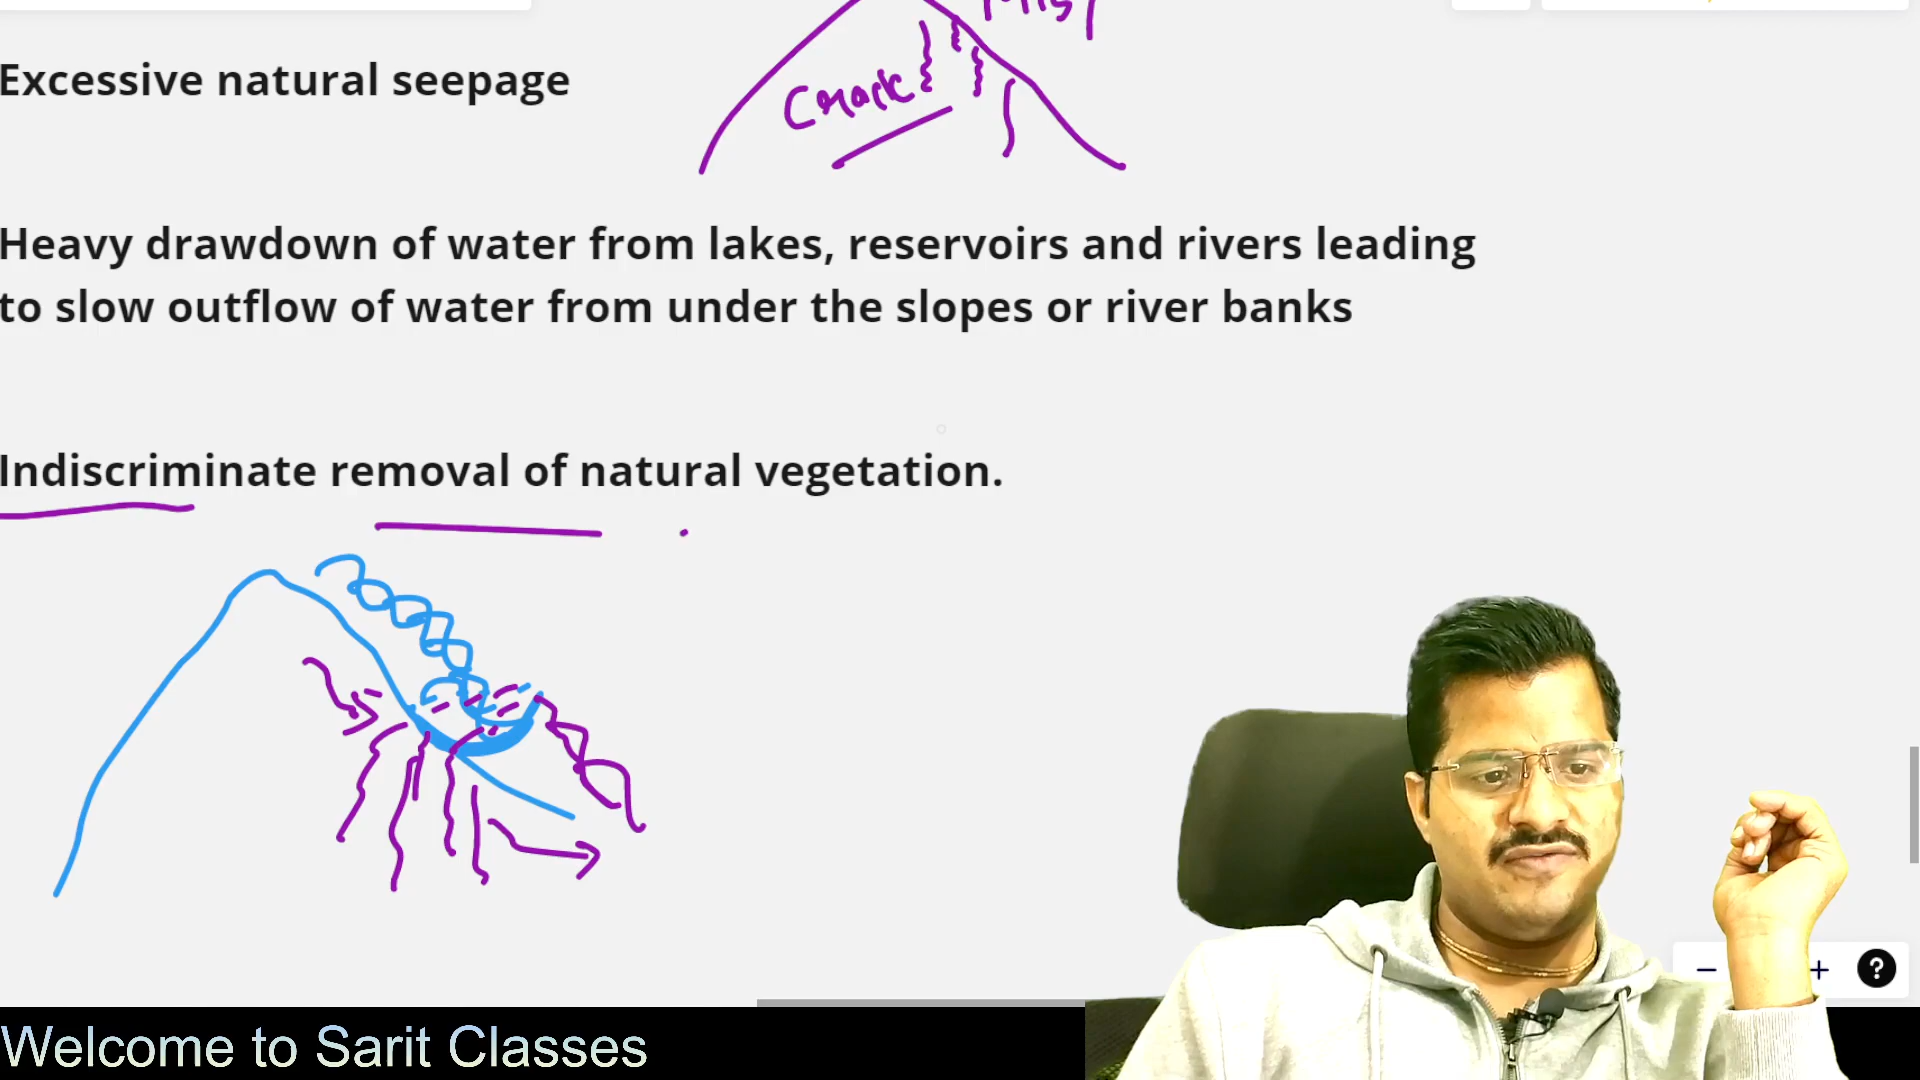 Excessive natural seepage
Crack
Heavy drawdown of water from lakes, reservoirs and rivers leading
to slow outflow of water from under the slopes or river banks
Indiscriminate removal of natural vegetation.
− + ?
Welcome to Sarit Classes